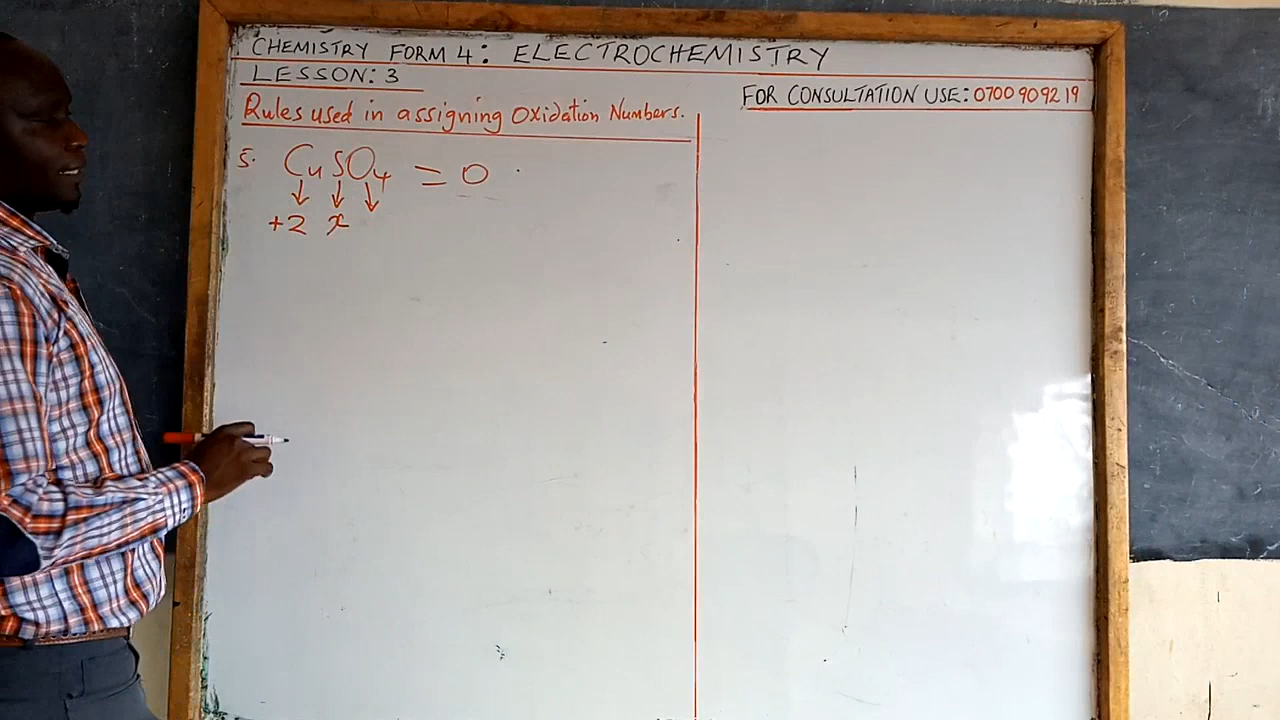 CHEMISTRY FORM 4: ELECTROCHEMISTRY
LESSON: 3
FOR CONSULTATION USE: 0700 909219
Rules used in assigning Oxidation Numbers.
5. CuSO₄ = 0
↓ ↓ ↓
+2 x